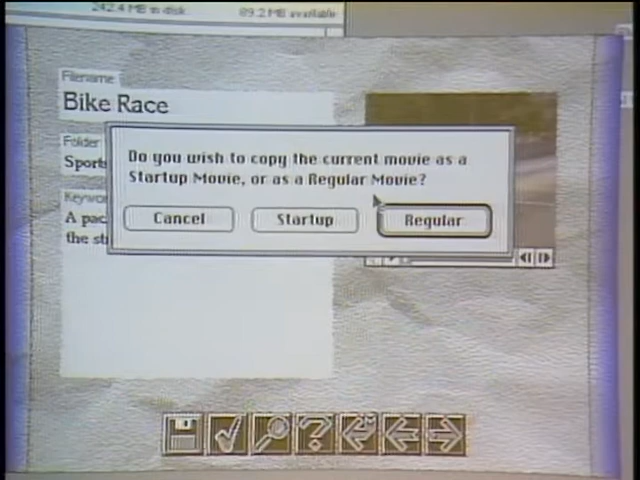 242.4 MB in disk 89.2 MB available
Filename
Bike Race
Folder
Sports
Do you wish to copy the current movie as a
Startup Movie, or as a Regular Movie?
Cancel
Startup
Regular
A pac
the st